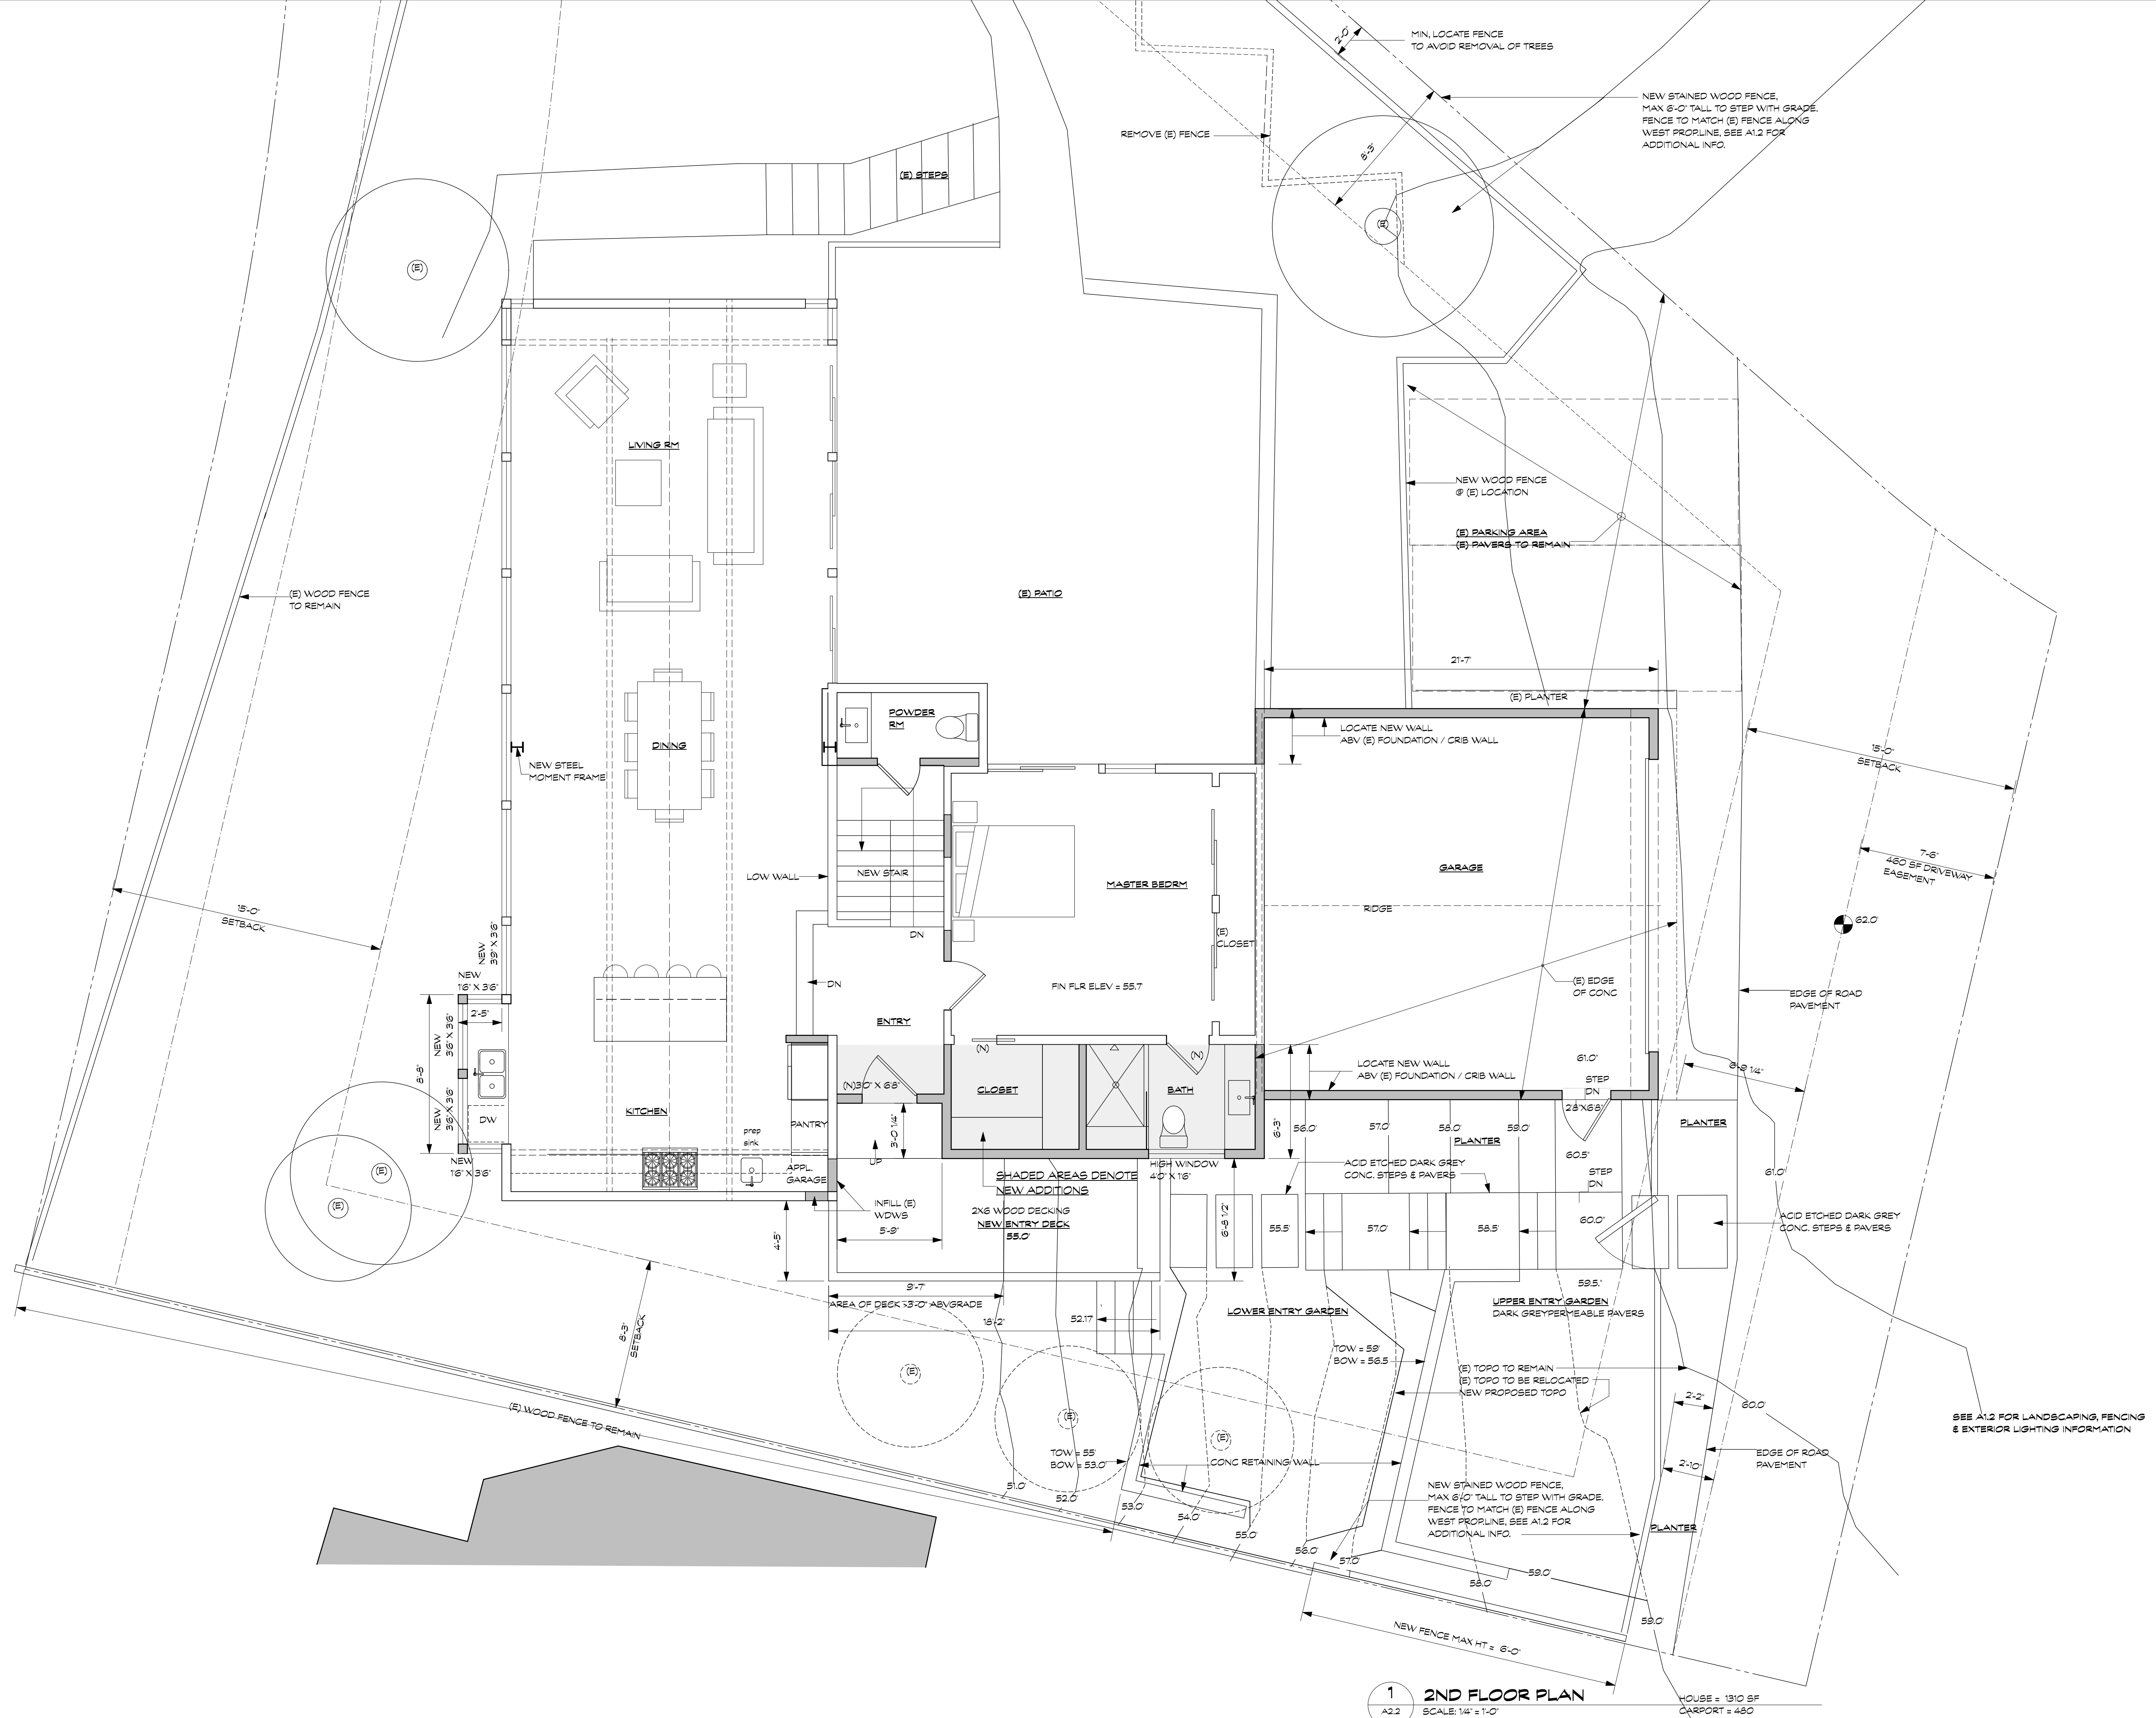 2'-0"
MIN, LOCATE FENCE
TO AVOID REMOVAL OF TREES
NEW STAINED WOOD FENCE,
MAX 6'-0" TALL TO STEP WITH GRADE.
FENCE TO MATCH (E) FENCE ALONG
WEST PROP.LINE, SEE A1.2 FOR
ADDITIONAL INFO.
REMOVE (E) FENCE
8'-3"
(E) STEPS
(E)
(E)
LIVING RM
NEW WOOD FENCE
@ (E) LOCATION
(E) PARKING AREA
(E) PAVERS TO REMAIN
(E) WOOD FENCE
TO REMAIN
(E) PATIO
21'-7"
(E) PLANTER
POWDER
RM
LOCATE NEW WALL
ABV (E) FOUNDATION / CRIB WALL
DINING
NEW STEEL
MOMENT FRAME
15'-0"
SETBACK
7'-6"
460 SF DRIVEWAY
EASEMENT
LOW WALL
NEW STAIR
MASTER BEDRM
GARAGE
RIDGE
15'-0"
SETBACK
62.0'
DN
(E)
CLOSET
NEW
3'9" X 3'6"
NEW
1'6" X 3'6"
DN
FIN FLR ELEV = 55.7'
(E) EDGE
OF CONC
EDGE OF ROAD
PAVEMENT
2'-5"
ENTRY
NEW
3'6" X 3'6"
8'-8"
(N)
(N)
LOCATE NEW WALL
ABV (E) FOUNDATION / CRIB WALL
61.0'
STEP
DN
2'8"X6'8"
6'-9 1/4"
(N)3'0" X 6'8"
CLOSET
BATH
NEW
3'6" X 3'6"
DW
KITCHEN
prep
sink
PANTRY
3'-0 1/4"
6'-3"
56.0'
57.0'
58.0'
59.0'
PLANTER
PLANTER
60.5'
NEW
1'6" X 3'6"
APPL.
GARAGE
UP
HIGH WINDOW
4'0" X 1'6"
ACID ETCHED DARK GREY
CONC. STEPS & PAVERS
STEP
DN
61.0'
(E)
(E)
SHADED AREAS DENOTE
NEW ADDITIONS
INFILL (E)
WDWS
2X6 WOOD DECKING
NEW ENTRY DECK
55.0'
5'-9"
4'-5"
6'-8 1/2"
55.5'
57.0'
58.5'
60.0'
ACID ETCHED DARK GREY
CONC. STEPS & PAVERS
9'-7"
AREA OF DECK >3'-0" ABVGRADE
18'-2"
52.17'
59.5.'
LOWER ENTRY GARDEN
UPPER ENTRY GARDEN
DARK GREYPERMEABLE PAVERS
8'-3"
SETBACK
TOW = 59'
BOW = 56.5
(E) TOPO TO REMAIN
(E) TOPO TO BE RELOCATED
NEW PROPOSED TOPO
(E)
(E)
(E)
2'-2"
60.0'
(E) WOOD FENCE TO REMAIN
SEE A1.2 FOR LANDSCAPING, FENCING
& EXTERIOR LIGHTING INFORMATION
TOW = 55'
BOW = 53.0'
CONC RETAINING WALL
2'-10"
EDGE OF ROAD
PAVEMENT
51.0'
52.0'
53.0'
54.0'
55.0'
56.0'
57.0'
58.0'
59.0'
59.0'
NEW STAINED WOOD FENCE,
MAX 6'-0" TALL TO STEP WITH GRADE.
FENCE TO MATCH (E) FENCE ALONG
WEST PROP.LINE, SEE A1.2 FOR
ADDITIONAL INFO.
PLANTER
NEW FENCE MAX HT = 6'-0"
1
A2.2
2ND FLOOR PLAN
SCALE: 1/4" = 1'-0"
HOUSE = 1310 SF
CARPORT = 480